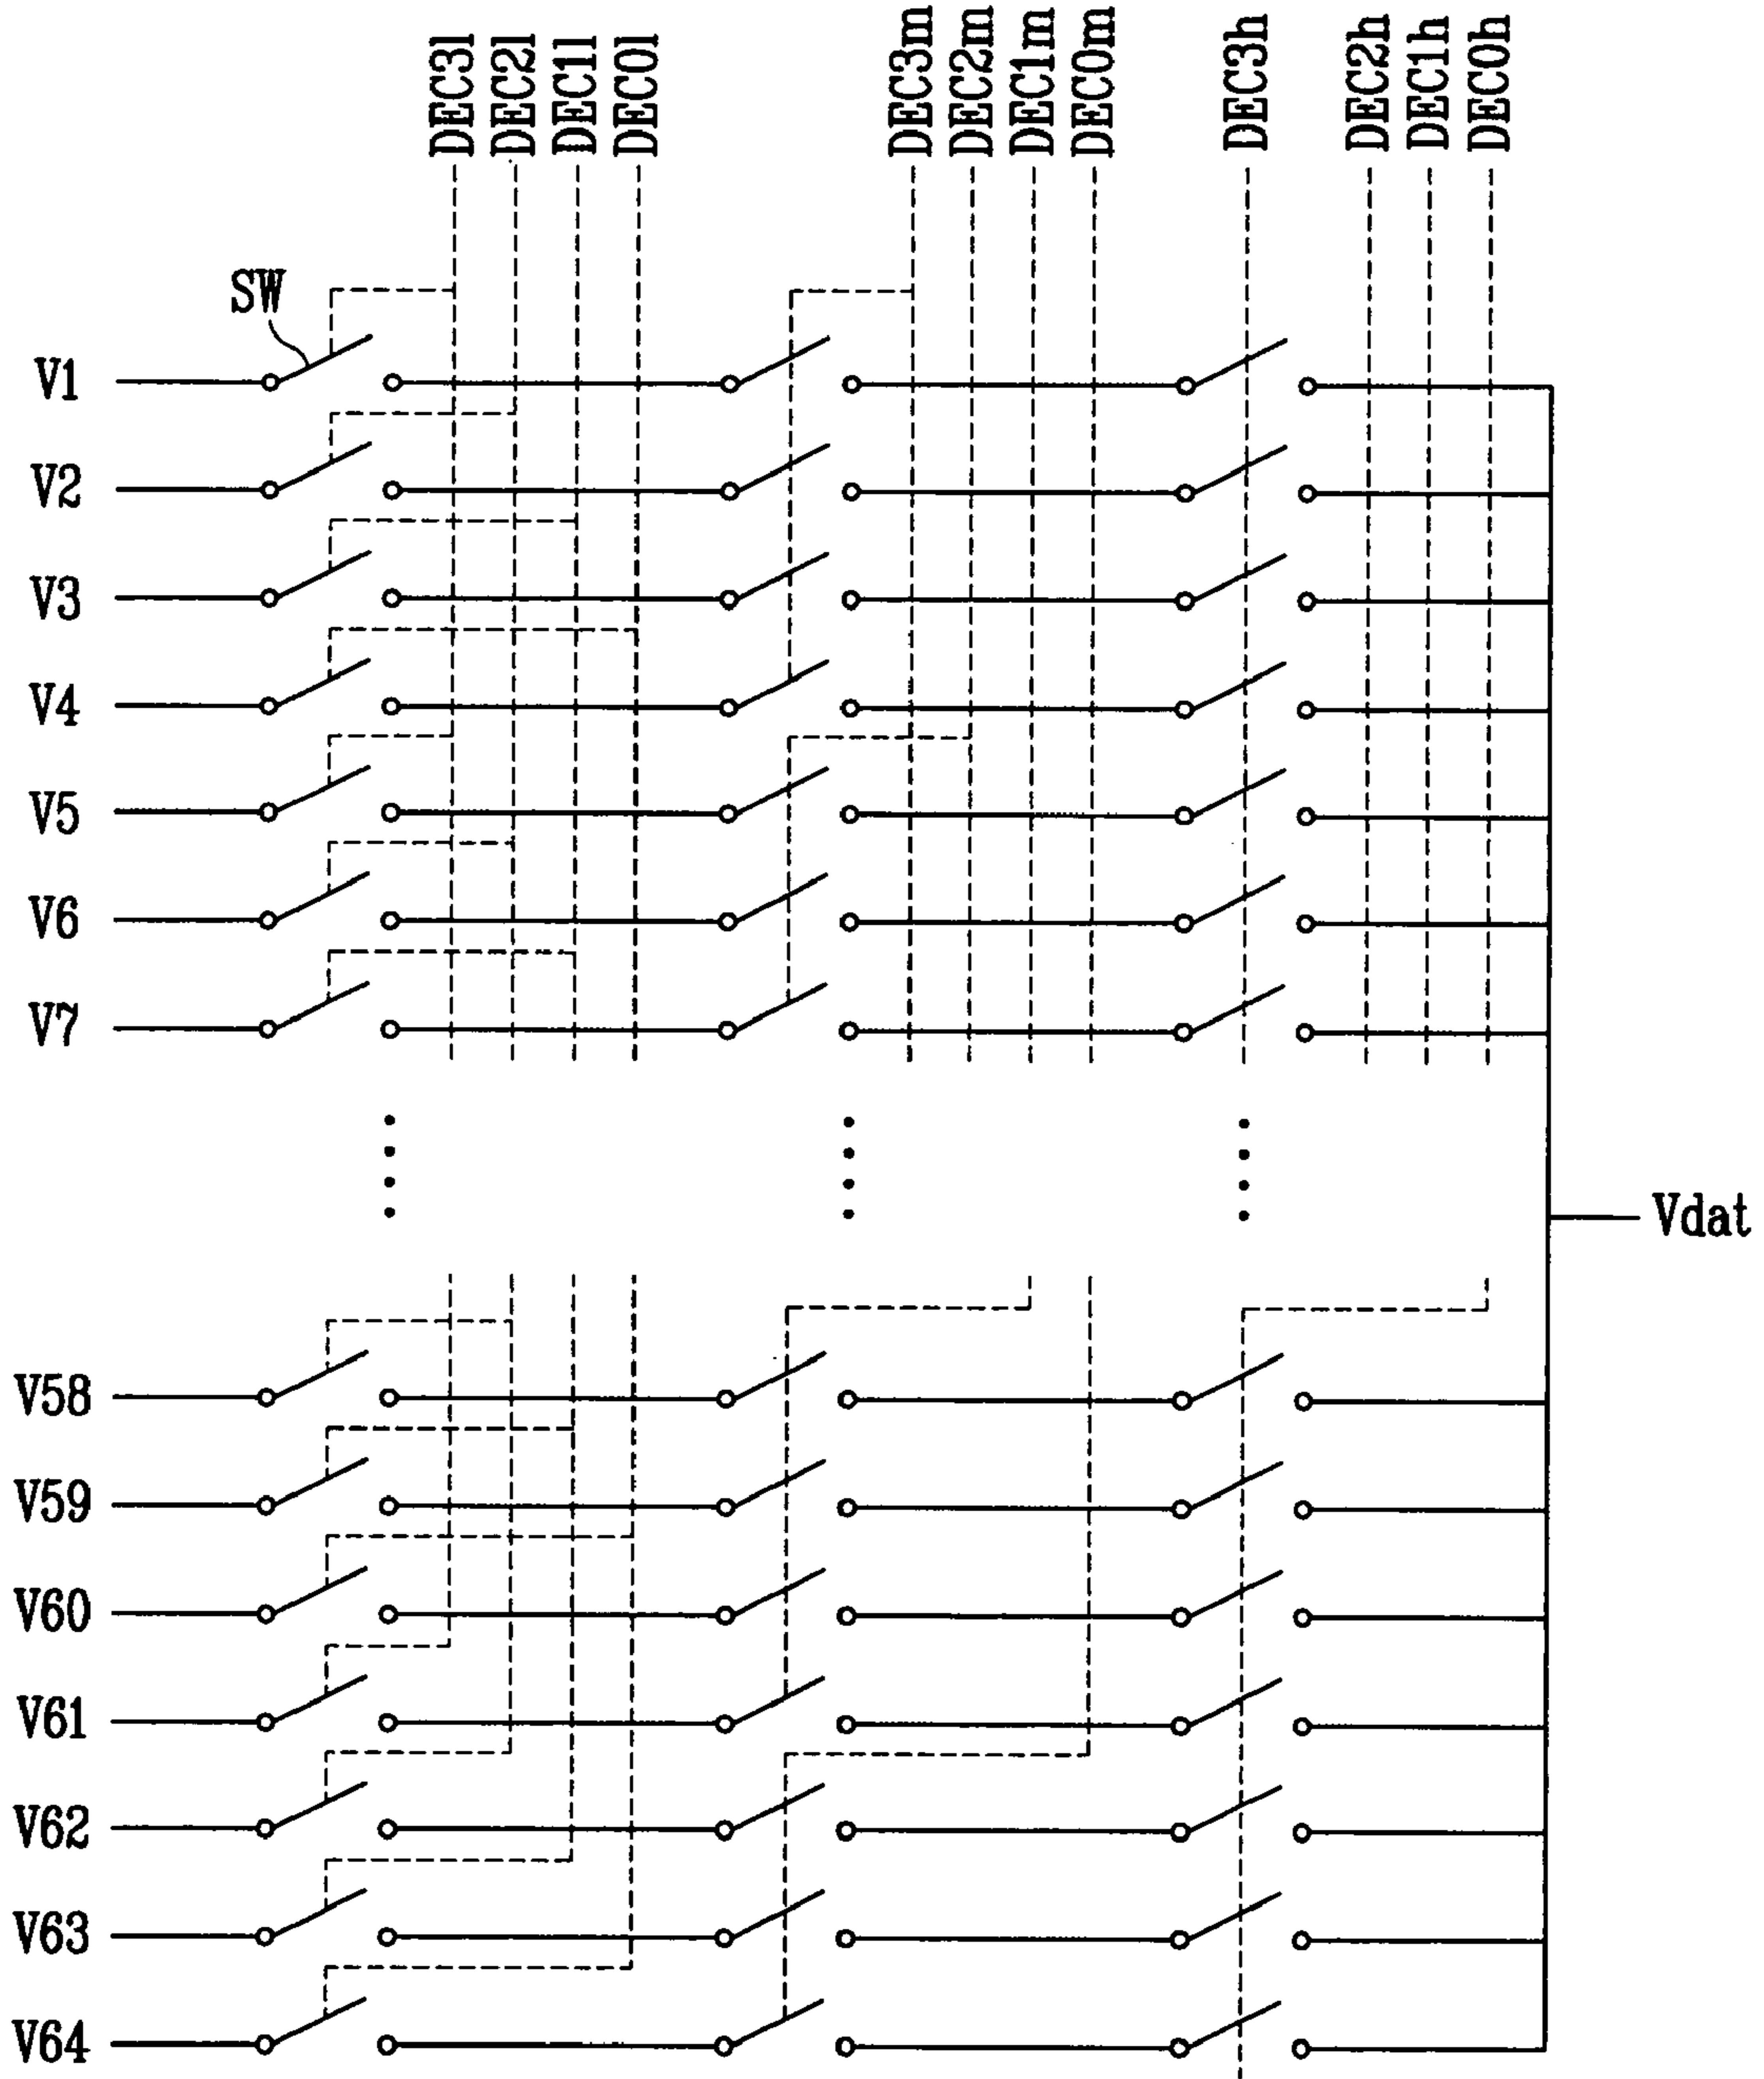 DEC3l
DEC2l
DEC1l
DEC0l
DEC3m
DEC2m
DEC1m
DEC0m
DEC3h
DEC2h
DEC1h
DEC0h
SW
V1
V2
V3
V4
V5
V6
V7
Vdat
V58
V59
V60
V61
V62
V63
V64